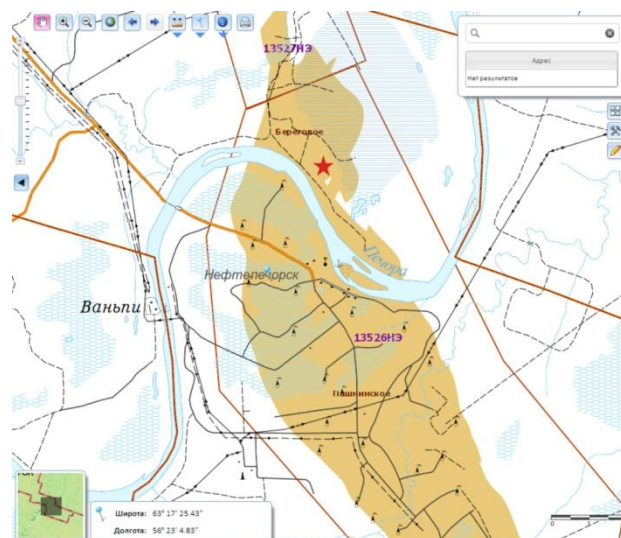 13527НЭ
Адрес
Нет результатов
Береговое
Печора
Нефтепечорск
Ваньпи
13526НЭ
Пашнинское
Широта: 63° 17' 25.43"
Долгота: 56° 23' 4.83"
0